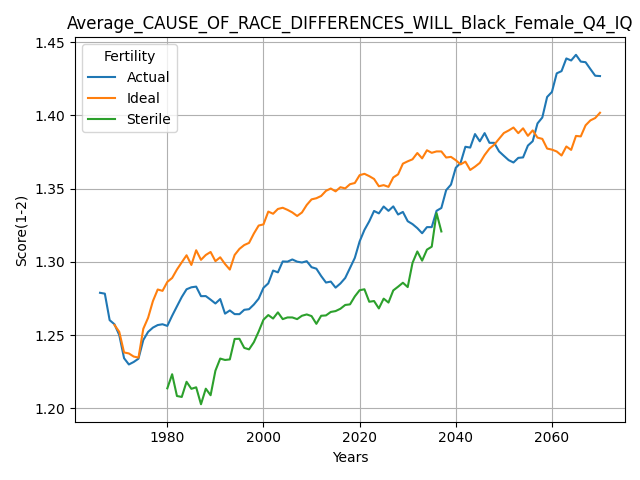 Average_CAUSE_OF_RACE_DIFFERENCES_WILL_Black_Female_Q4_IQ
Fertility
Actual
Ideal
Sterile
Score(1-2)
1.45
1.40
1.35
1.30
1.25
1.20
1980
2000
2020
2040
2060
Years